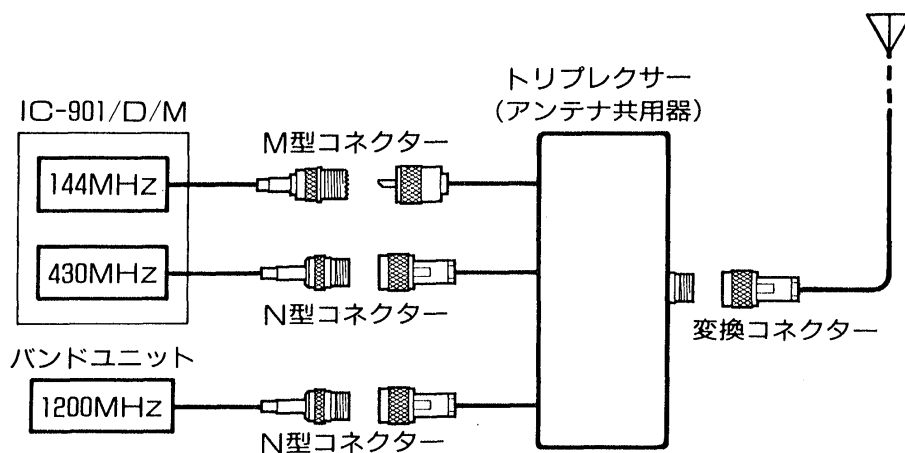 トリプレクサー
(アンテナ共用器)
IC-901/D/M
M型コネクター
144MHz
430MHz
N型コネクター
変換コネクター
バンドユニット
1200MHz
N型コネクター